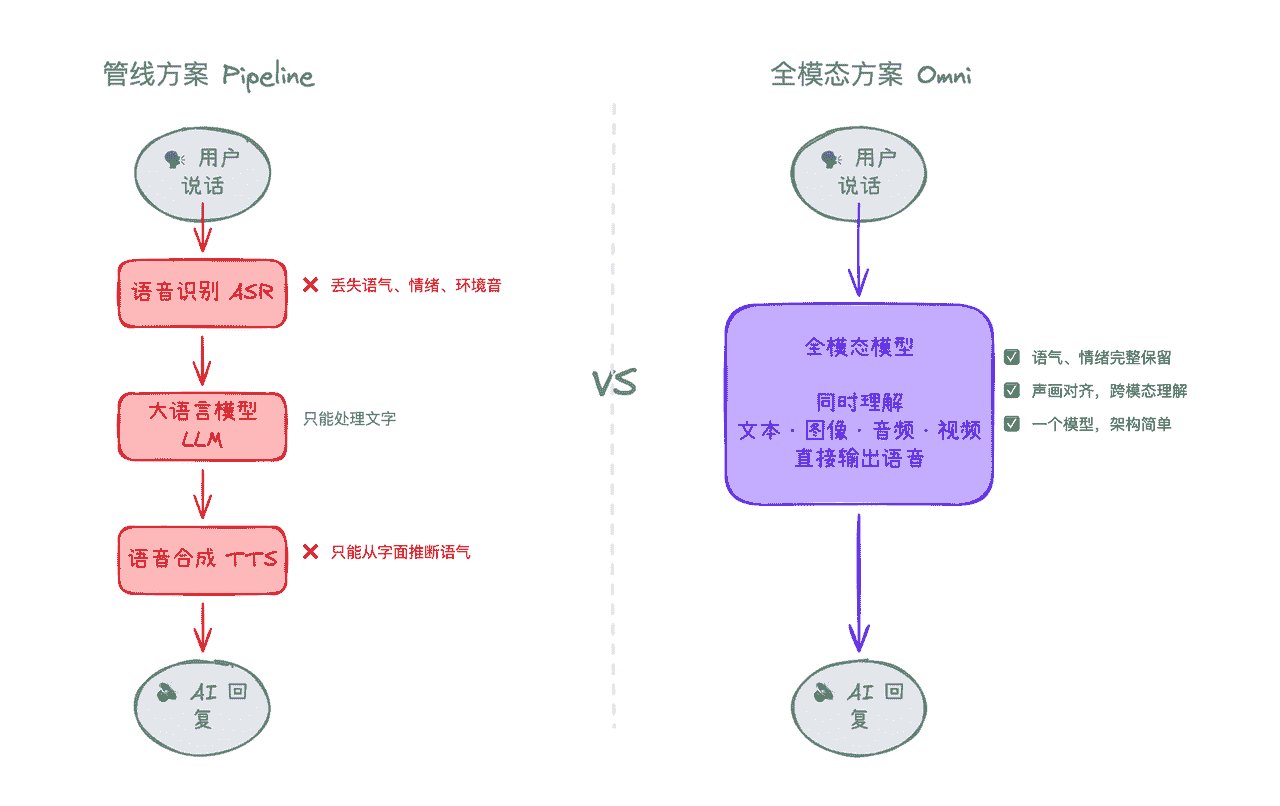 管线方案 Pipeline
用户
说话
语音识别 ASR
丢失语气、情绪、环境音
大语言模型
LLM
只能处理文字
语音合成 TTS
只能从字面推断语气
AI 回
复
VS
全模态方案 Omni
用户
说话
全模态模型
同时理解
文本·图像·音频·视频
直接输出语音
语气、情绪完整保留
声画对齐，跨模态理解
一个模型，架构简单
AI 回
复